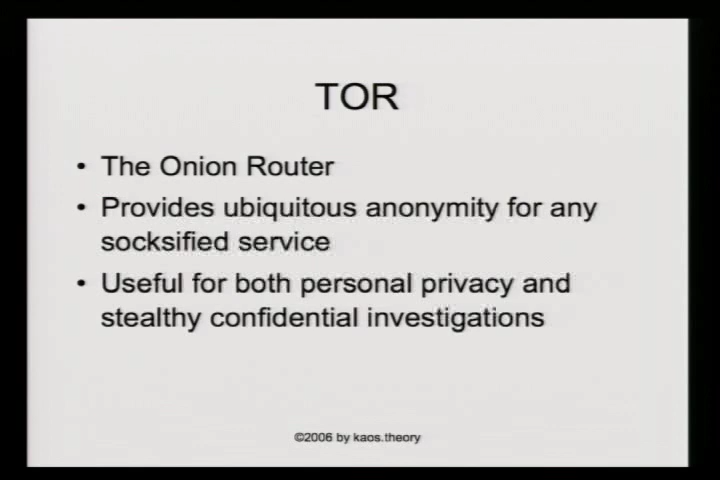 TOR
• The Onion Router
• Provides ubiquitous anonymity for any
socksified service
• Useful for both personal privacy and
stealthy confidential investigations
©2006 by kaos.theory